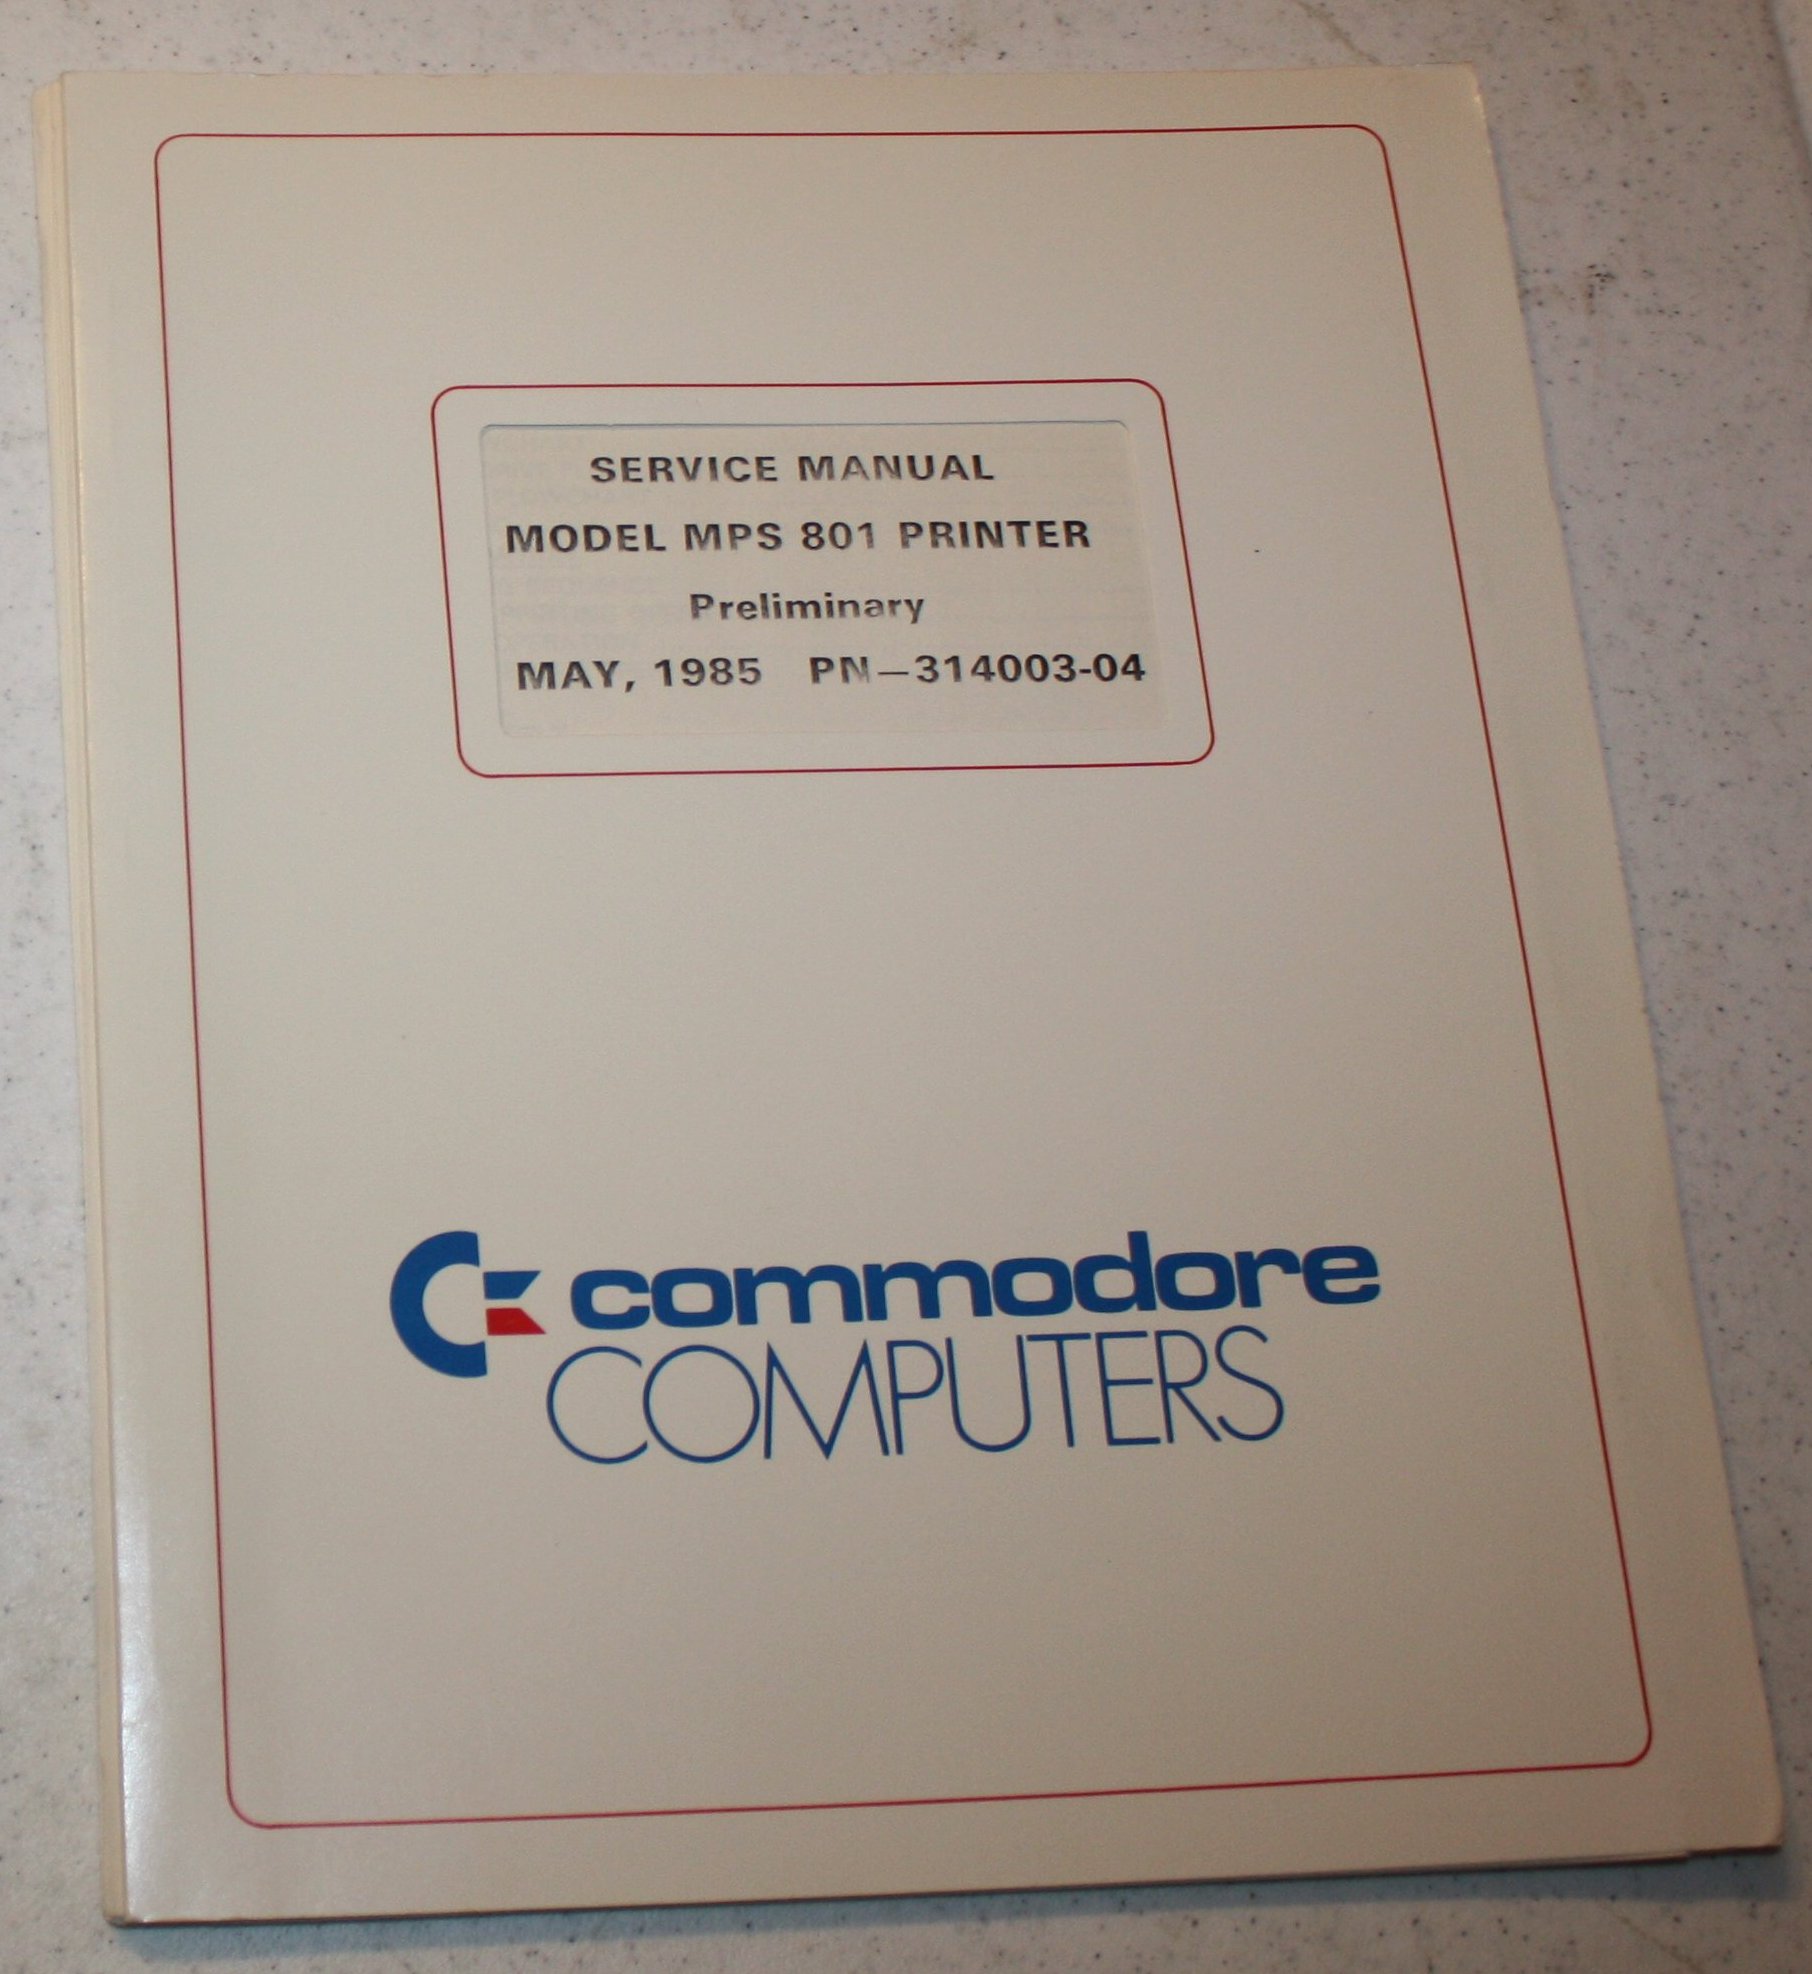 SERVICE MANUAL
MODEL MPS 801 PRINTER
Preliminary
MAY, 1985 PN—314003-04
commodore
COMPUTERS